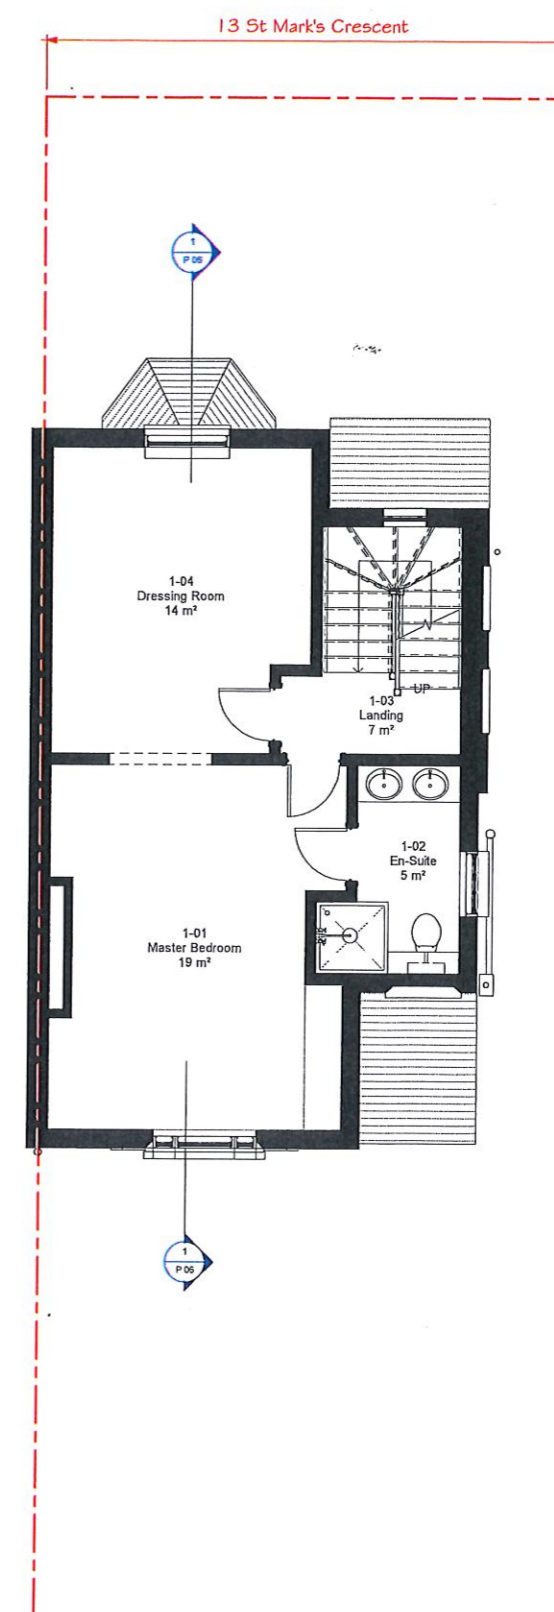 13 St Mark's Crescent
1
P 06
1-04
Dressing Room
14 m²
UP
1-03
Landing
7 m²
1-02
En-Suite
5 m²
1-01
Master Bedroom
19 m²
1
P 06